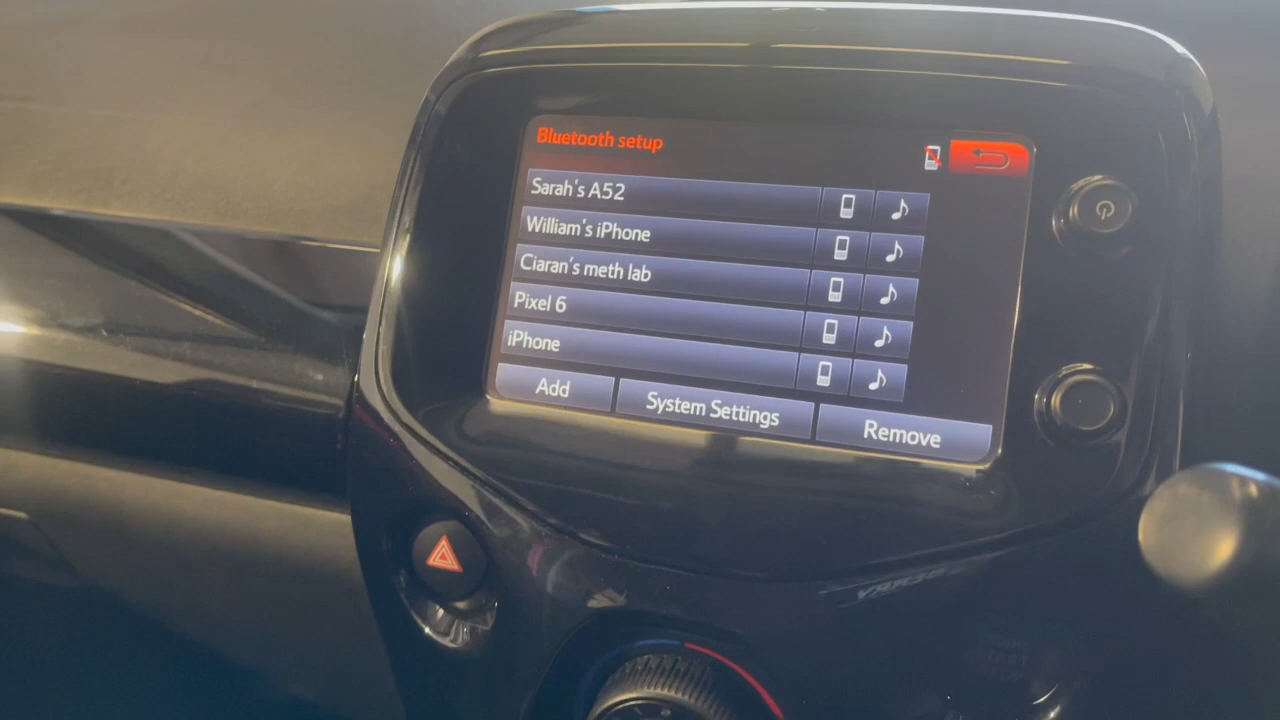 Bluetooth setup
Sarah's A52
William's iPhone
Ciaran's meth lab
Pixel 6
iPhone
Add
System Settings
Remove